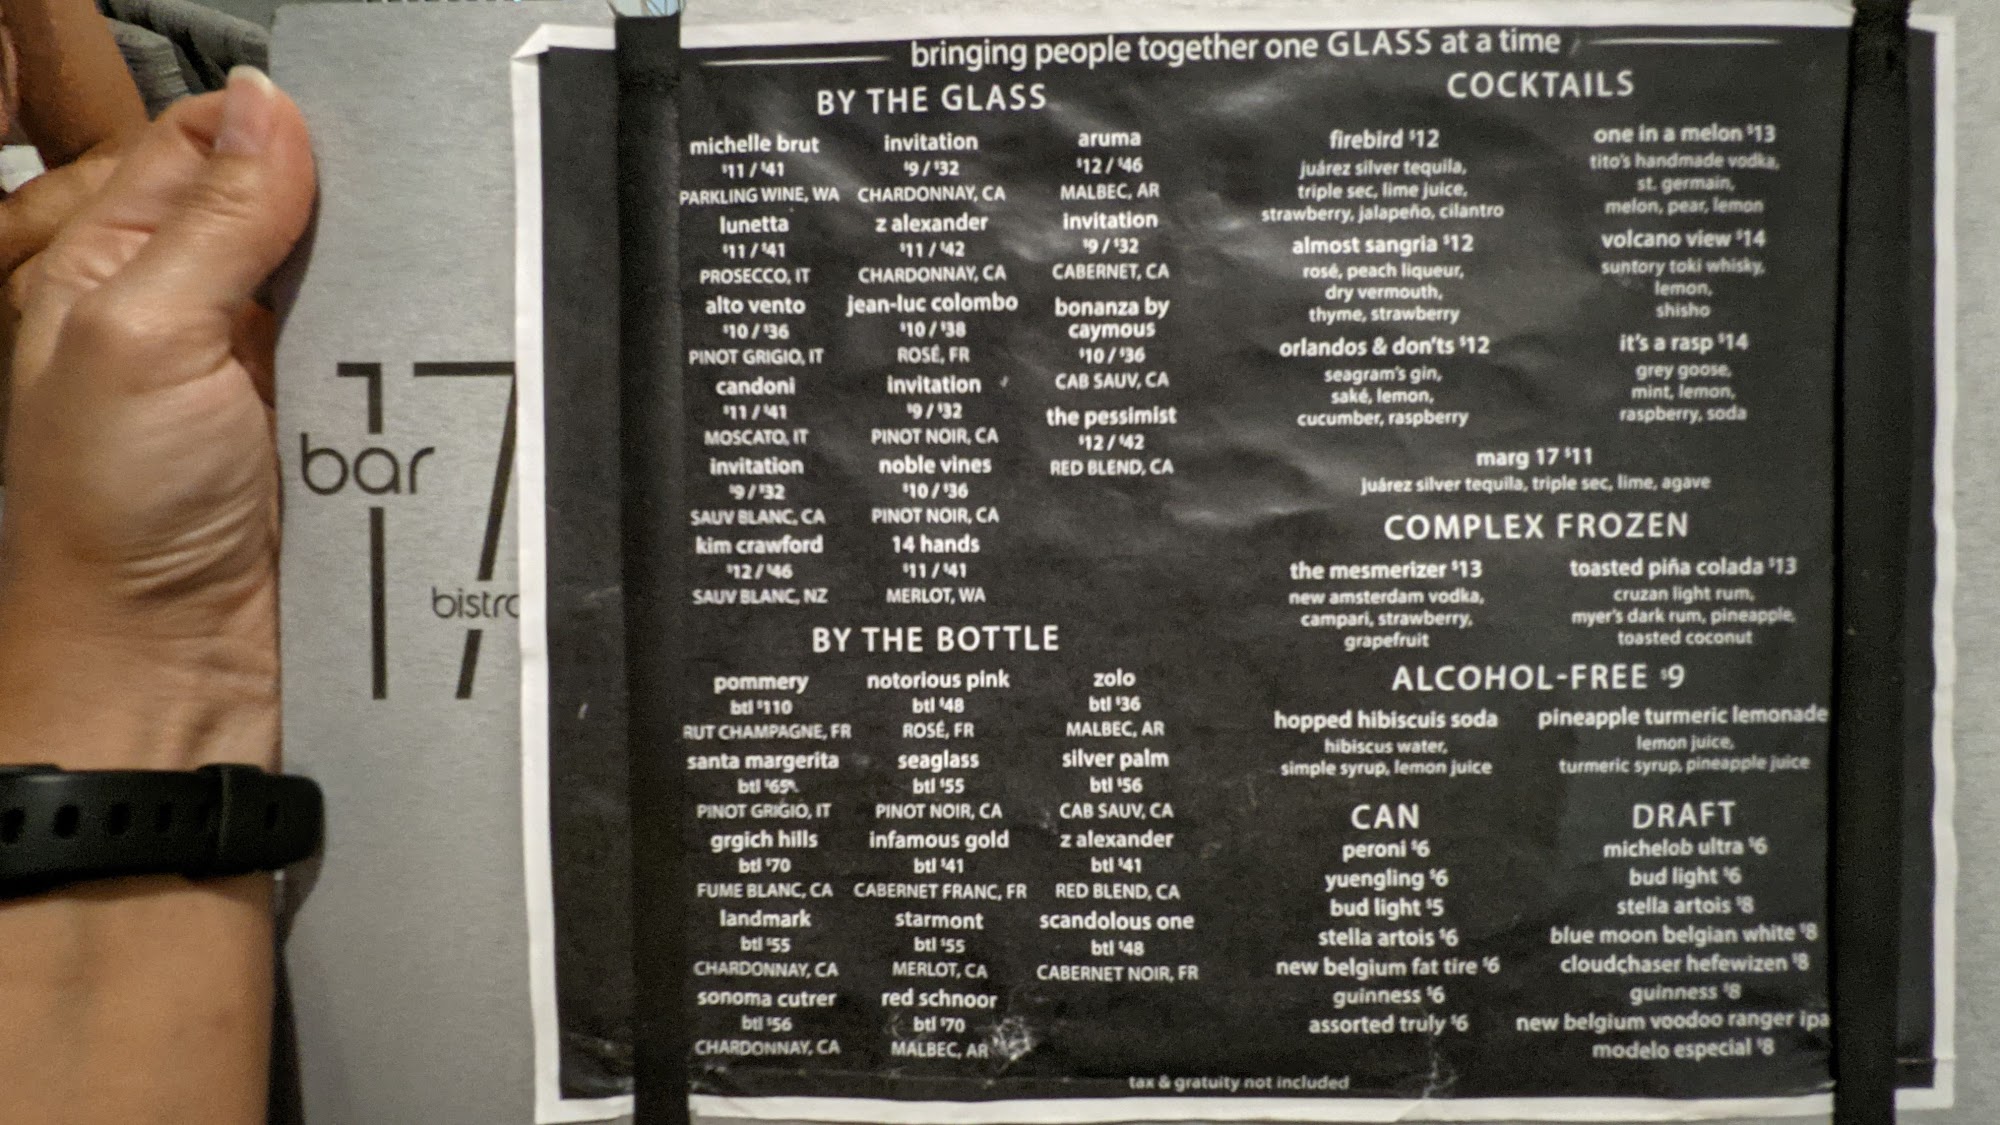 bar
17
bistro
bringing people together one GLASS at a time
BY THE GLASS
michelle brut
$11 / $41
PARKLING WINE, WA
lunetta
$11 / $41
PROSECCO, IT
alto vento
$10 / $36
PINOT GRIGIO, IT
candoni
$11 / $41
MOSCATO, IT
invitation
$9 / $32
SAUV BLANC, CA
kim crawford
$12 / $46
SAUV BLANC, NZ
invitation
$9 / $32
CHARDONNAY, CA
z alexander
$11 / $42
CHARDONNAY, CA
jean-luc colombo
$10 / $38
ROSÉ, FR
invitation
$9 / $32
PINOT NOIR, CA
noble vines
$10 / $36
PINOT NOIR, CA
14 hands
$11 / $41
MERLOT, WA
aruma
$12 / $46
MALBEC, AR
invitation
$9 / $32
CABERNET, CA
bonanza by
caymous
$10 / $36
CAB SAUV, CA
the pessimist
$12 / $42
RED BLEND, CA
BY THE BOTTLE
pommery
btl $110
RUT CHAMPAGNE, FR
santa margerita
btl $65
PINOT GRIGIO, IT
grgich hills
btl $70
FUME BLANC, CA
landmark
btl $55
CHARDONNAY, CA
sonoma cutrer
btl $56
CHARDONNAY, CA
notorious pink
btl $48
ROSÉ, FR
seaglass
btl $55
PINOT NOIR, CA
infamous gold
btl $41
CABERNET FRANC, FR
starmont
btl $55
MERLOT, CA
red schnoor
btl $70
MALBEC, AR
zolo
btl $36
MALBEC, AR
silver palm
btl $56
CAB SAUV, CA
z alexander
btl $41
RED BLEND, CA
scandolous one
btl $48
CABERNET NOIR, FR
COCKTAILS
firebird $12
juárez silver tequila,
triple sec, lime juice,
strawberry, jalapeño, cilantro
almost sangria $12
rosé, peach liqueur,
dry vermouth,
thyme, strawberry
orlandos & don'ts $12
seagram's gin,
saké, lemon,
cucumber, raspberry
one in a melon $13
tito's handmade vodka,
st. germain,
melon, pear, lemon
volcano view $14
suntory toki whisky,
lemon,
shisho
it's a rasp $14
grey goose,
mint, lemon,
raspberry, soda
marg 17 $11
juárez silver tequila, triple sec, lime, agave
COMPLEX FROZEN
the mesmerizer $13
new amsterdam vodka,
campari, strawberry,
grapefruit
toasted piña colada $13
cruzan light rum,
myer's dark rum, pineapple,
toasted coconut
ALCOHOL-FREE $9
hopped hibiscuis soda
hibiscus water,
simple syrup, lemon juice
pineapple turmeric lemonade
lemon juice,
turmeric syrup, pineapple juice
CAN
peroni $6
yuengling $6
bud light $5
stella artois $6
new belgium fat tire $6
guinness $6
assorted truly $6
DRAFT
michelob ultra $6
bud light $6
stella artois $8
blue moon belgian white $8
cloudchaser hefewizen $8
guinness $8
new belgium voodoo ranger ipa
modelo especial $8
tax & gratuity not included